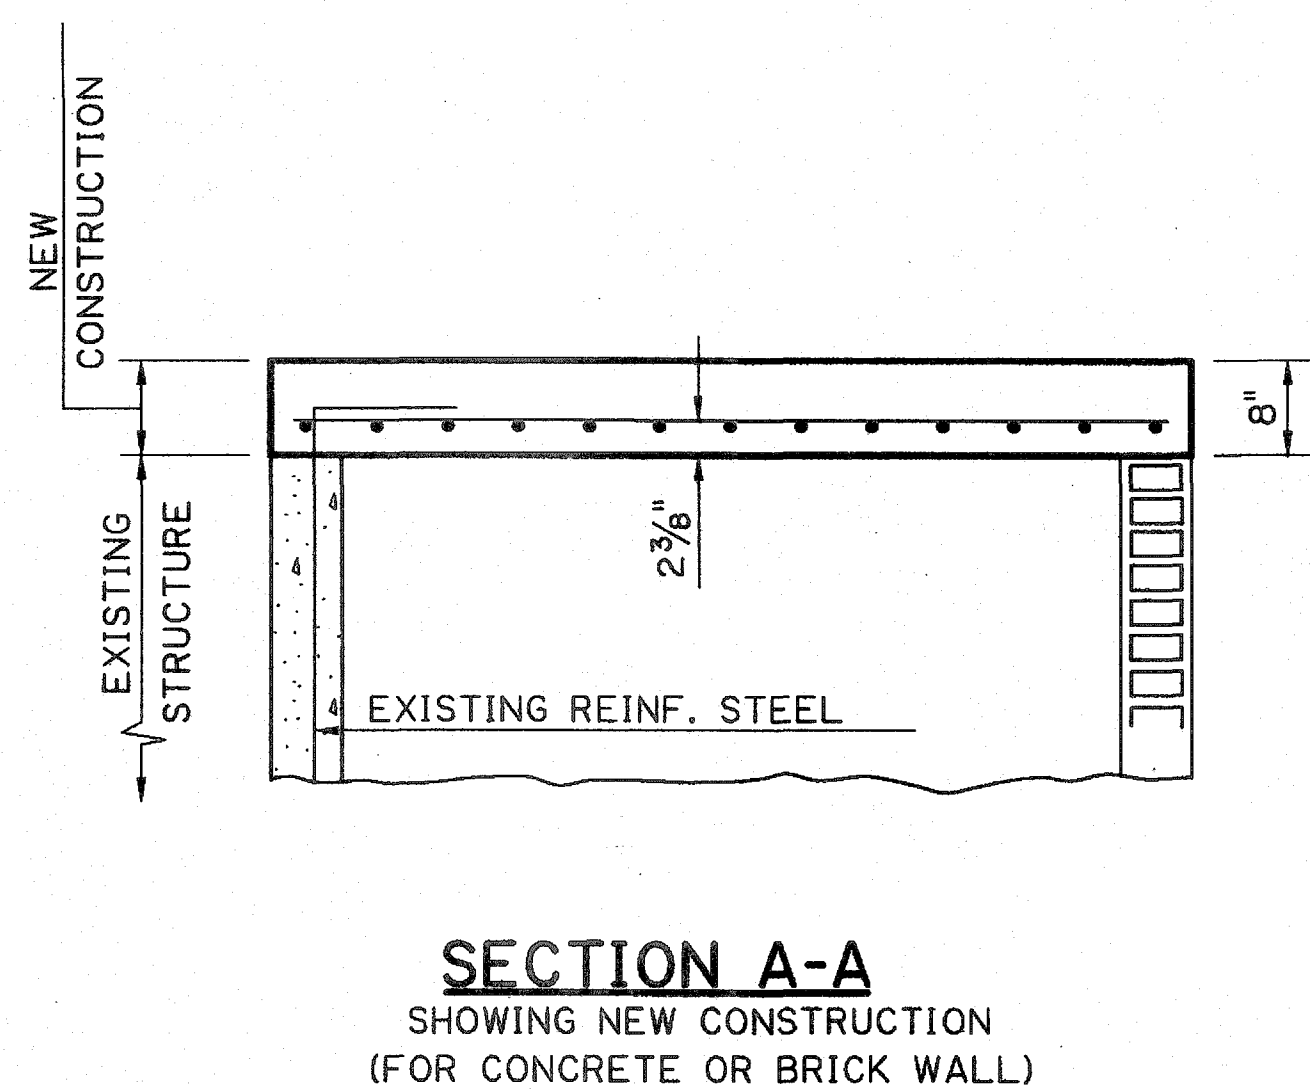 NEW
CONSTRUCTION
8"
2 3/8"
EXISTING
STRUCTURE
EXISTING REINF. STEEL
SECTION A-A
SHOWING NEW CONSTRUCTION
(FOR CONCRETE OR BRICK WALL)